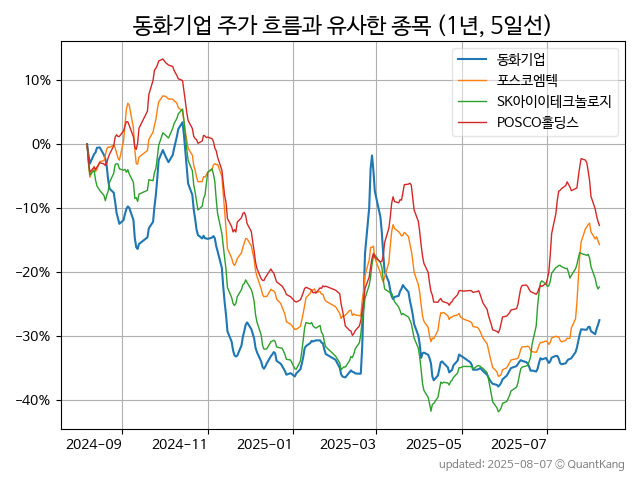 동화기업 주가 흐름과 유사한 종목 (1년, 5일선)
동화기업
포스코엠텍
SK아이이테크놀로지
POSCO홀딩스
10%
0%
−10%
−20%
−30%
−40%
2024-09 2024-11 2025-01 2025-03 2025-05 2025-07
updated: 2025-08-07 © QuantKang